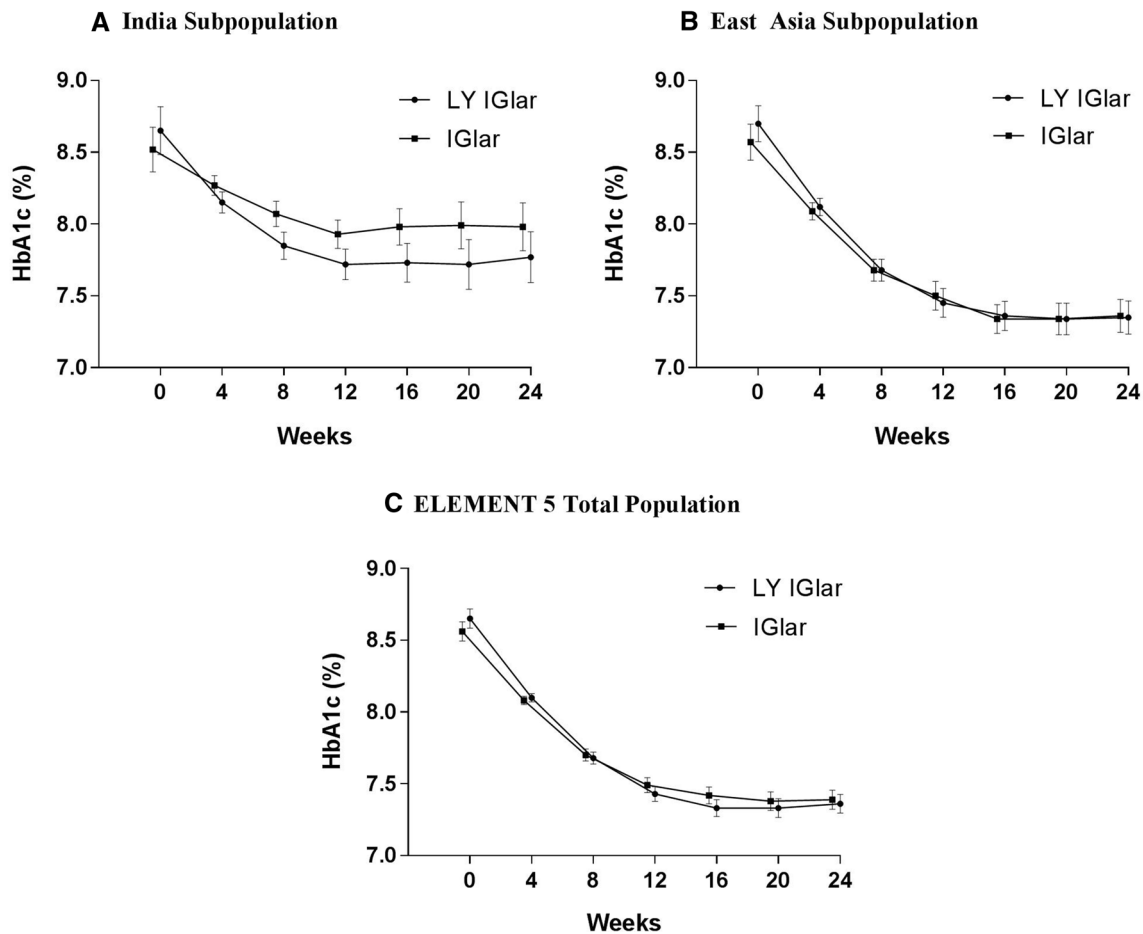 A India Subpopulation
9.0
8.5
8.0
7.5
7.0
HbA1c (%)
LY IGlar
IGlar
0 4 8 12 16 20 24
Weeks
B East Asia Subpopulation
9.0
8.5
8.0
7.5
7.0
HbA1c (%)
LY IGlar
IGlar
0 4 8 12 16 20 24
Weeks
C ELEMENT 5 Total Population
9.0
8.5
8.0
7.5
7.0
HbA1c (%)
LY IGlar
IGlar
0 4 8 12 16 20 24
Weeks